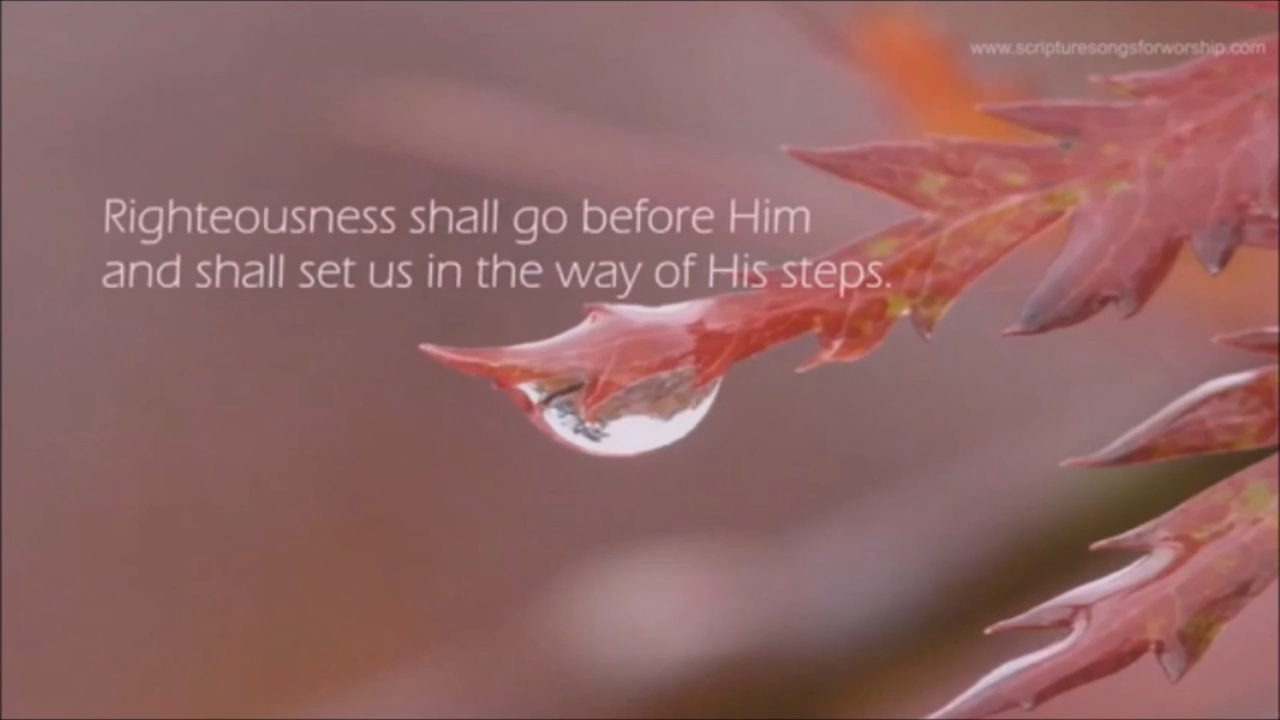 www.scripturesongsforworship.com
Righteousness shall go before Him
and shall set us in the way of His steps.